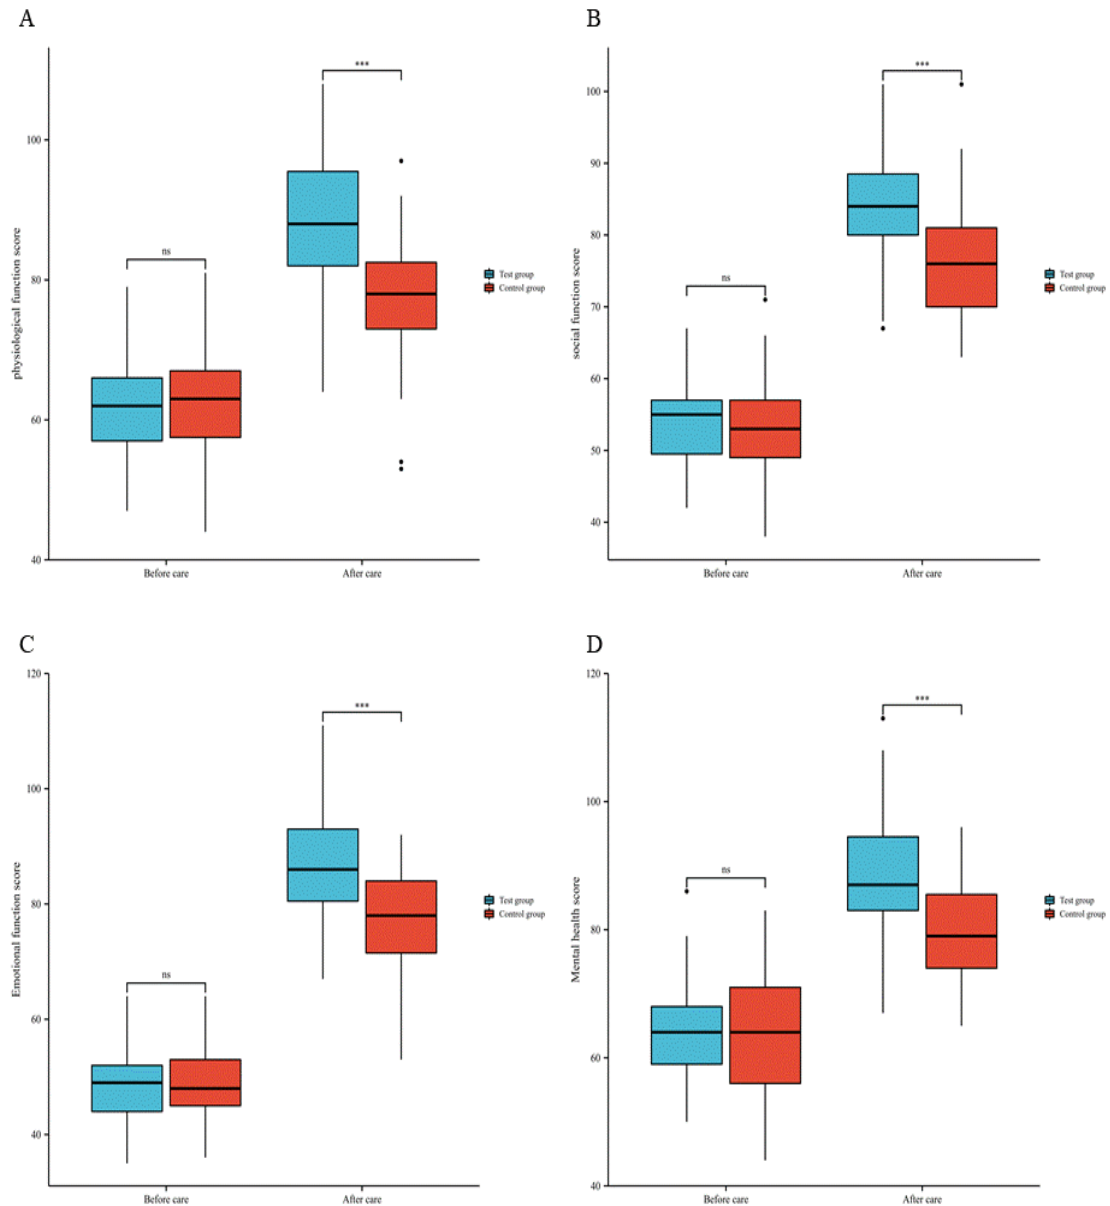 A
physiological function score
100
80
60
40
ns
***
Before care
After care
Test group
Control group
B
social function score
100
90
80
70
60
50
40
ns
***
Before care
After care
Test group
Control group
C
Emotional function score
120
100
80
60
40
ns
***
Before care
After care
Test group
Control group
D
Mental health score
120
100
80
60
40
ns
***
Before care
After care
Test group
Control group